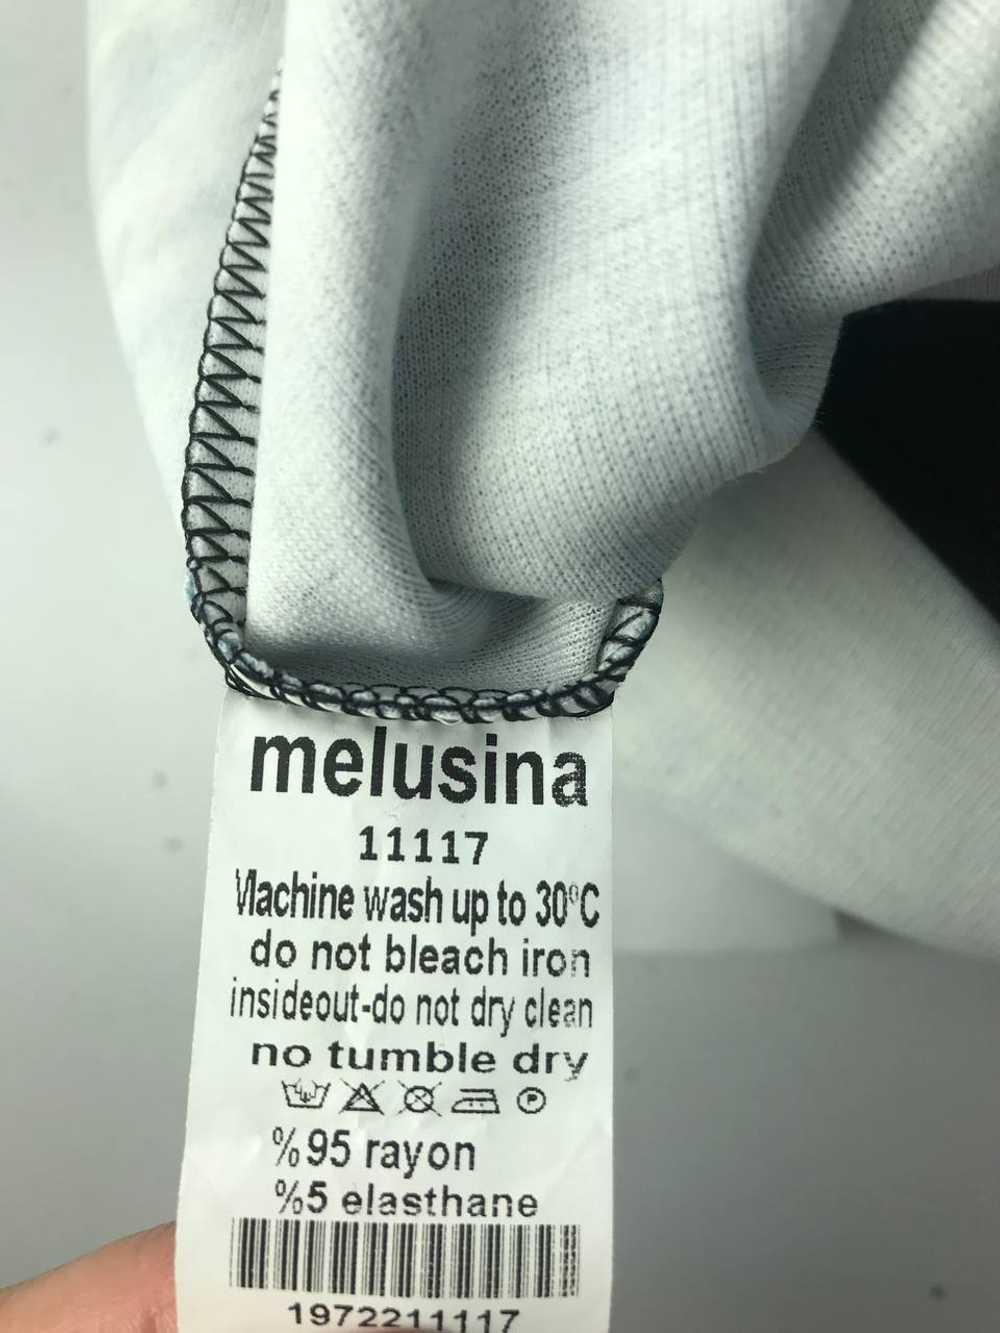 melusina
11117
Machine wash up to 30°C
do not bleach iron
insideout-do not dry clean
no tumble dry
P
%95 rayon
%5 elasthane
1972211117